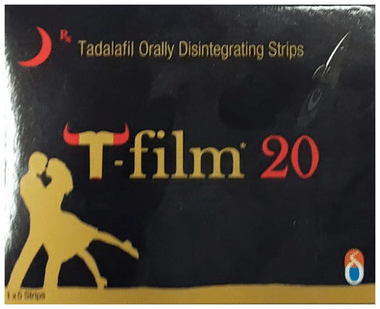 Rx Tadalafil Orally Disintegrating Strips
T-film* 20
1 x 5 Strips